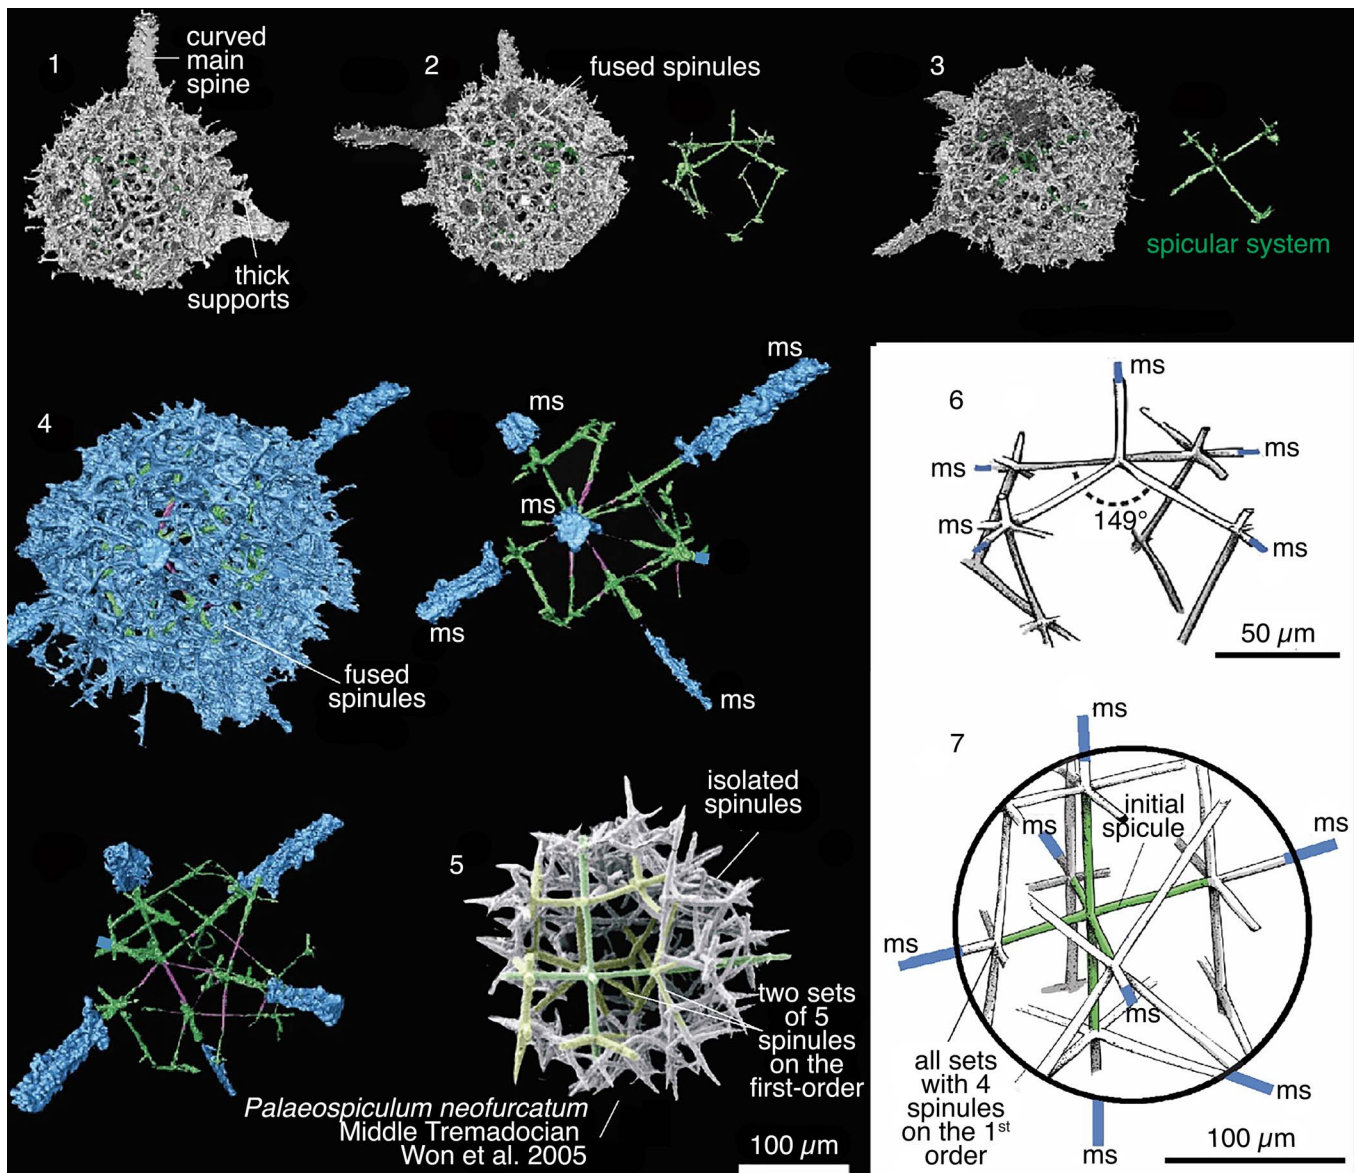 1
curved
main
spine
thick
supports
2
fused spinules
3
spicular system
4
fused
spinules
ms
ms
ms
ms
ms
5
isolated
spinules
two sets
of 5
spinules
on the
first-order
Palaeospiculum neofurcatum
Middle Tremadocian
Won et al. 2005
100 µm
6
ms
ms
ms
ms
ms
149°
50 µm
7
ms
initial
spicule
ms
ms
ms
ms
all sets
with 4
spinules
on the 1st
order
ms
ms
100 µm